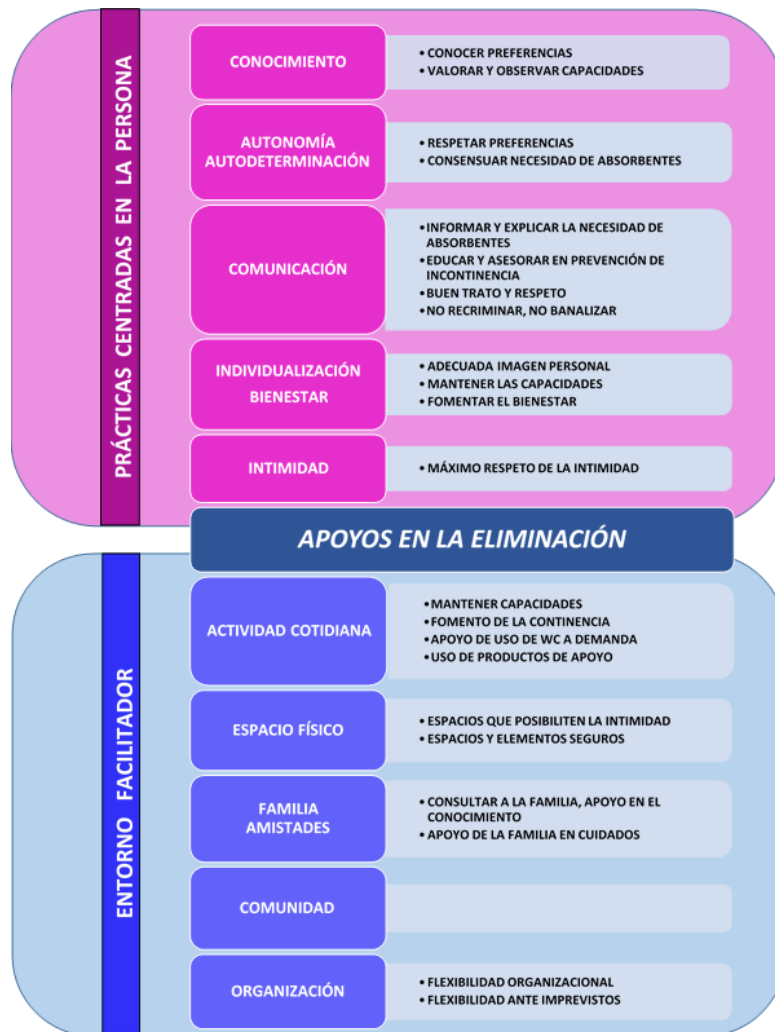 PRÁCTICAS CENTRADAS EN LA PERSONA
CONOCIMIENTO
• CONOCER PREFERENCIAS
• VALORAR Y OBSERVAR CAPACIDADES
AUTONOMÍA
AUTODETERMINACIÓN
• RESPETAR PREFERENCIAS
• CONSENSUAR NECESIDAD DE ABSORBENTES
COMUNICACIÓN
• INFORMAR Y EXPLICAR LA NECESIDAD DE
ABSORBENTES
• EDUCAR Y ASESORAR EN PREVENCIÓN DE
INCONTINENCIA
• BUEN TRATO Y RESPETO
• NO RECRIMINAR, NO BANALIZAR
INDIVIDUALIZACIÓN
BIENESTAR
• ADECUADA IMAGEN PERSONAL
• MANTENER LAS CAPACIDADES
• FOMENTAR EL BIENESTAR
INTIMIDAD
• MÁXIMO RESPETO DE LA INTIMIDAD
APOYOS EN LA ELIMINACIÓN
ENTORNO FACILITADOR
ACTIVIDAD COTIDIANA
• MANTENER CAPACIDADES
• FOMENTO DE LA CONTINENCIA
• APOYO DE USO DE WC A DEMANDA
• USO DE PRODUCTOS DE APOYO
ESPACIO FÍSICO
• ESPACIOS QUE POSIBILITEN LA INTIMIDAD
• ESPACIOS Y ELEMENTOS SEGUROS
FAMILIA
AMISTADES
• CONSULTAR A LA FAMILIA, APOYO EN EL
CONOCIMIENTO
• APOYO DE LA FAMILIA EN CUIDADOS
COMUNIDAD
ORGANIZACIÓN
• FLEXIBILIDAD ORGANIZACIONAL
• FLEXIBILIDAD ANTE IMPREVISTOS